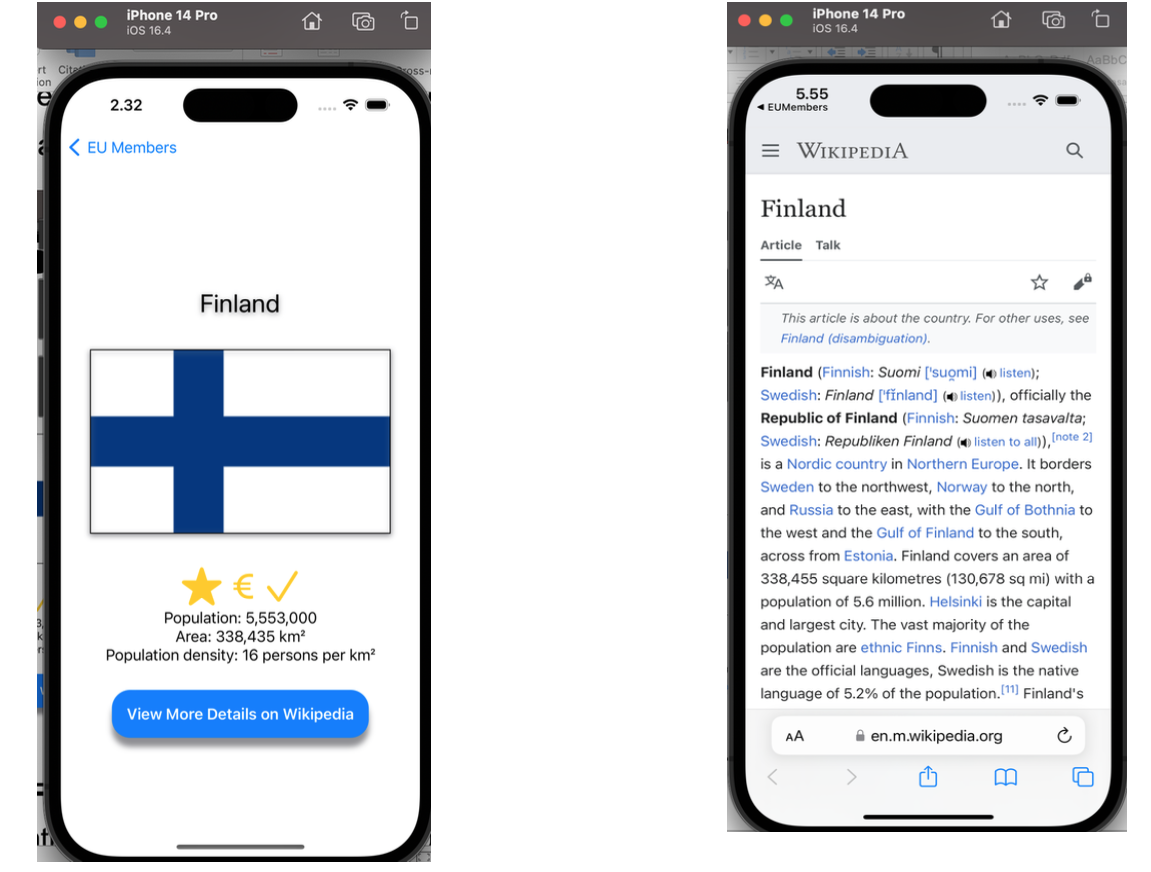 iPhone 14 Pro
iOS 16.4
rt Cita
ion
ross-
2.32
EU Members
Finland
€
Population: 5,553,000
Area: 338,435 km²
Population density: 16 persons per km²
View More Details on Wikipedia
iPhone 14 Pro
iOS 16.4
AaBbC
5.55
◀ EUMembers
WIKIPEDIA
Finland
Article Talk
This article is about the country. For other uses, see
Finland (disambiguation).
Finland (Finnish: Suomi [ˈsuo̯mi] (listen);
Swedish: Finland [ˈfɪ̌nland] (listen)), officially the
Republic of Finland (Finnish: Suomen tasavalta;
Swedish: Republiken Finland (listen to all)),[note 2]
is a Nordic country in Northern Europe. It borders
Sweden to the northwest, Norway to the north,
and Russia to the east, with the Gulf of Bothnia to
the west and the Gulf of Finland to the south,
across from Estonia. Finland covers an area of
338,455 square kilometres (130,678 sq mi) with a
population of 5.6 million. Helsinki is the capital
and largest city. The vast majority of the
population are ethnic Finns. Finnish and Swedish
are the official languages, Swedish is the native
language of 5.2% of the population.[11] Finland's
AA en.m.wikipedia.org